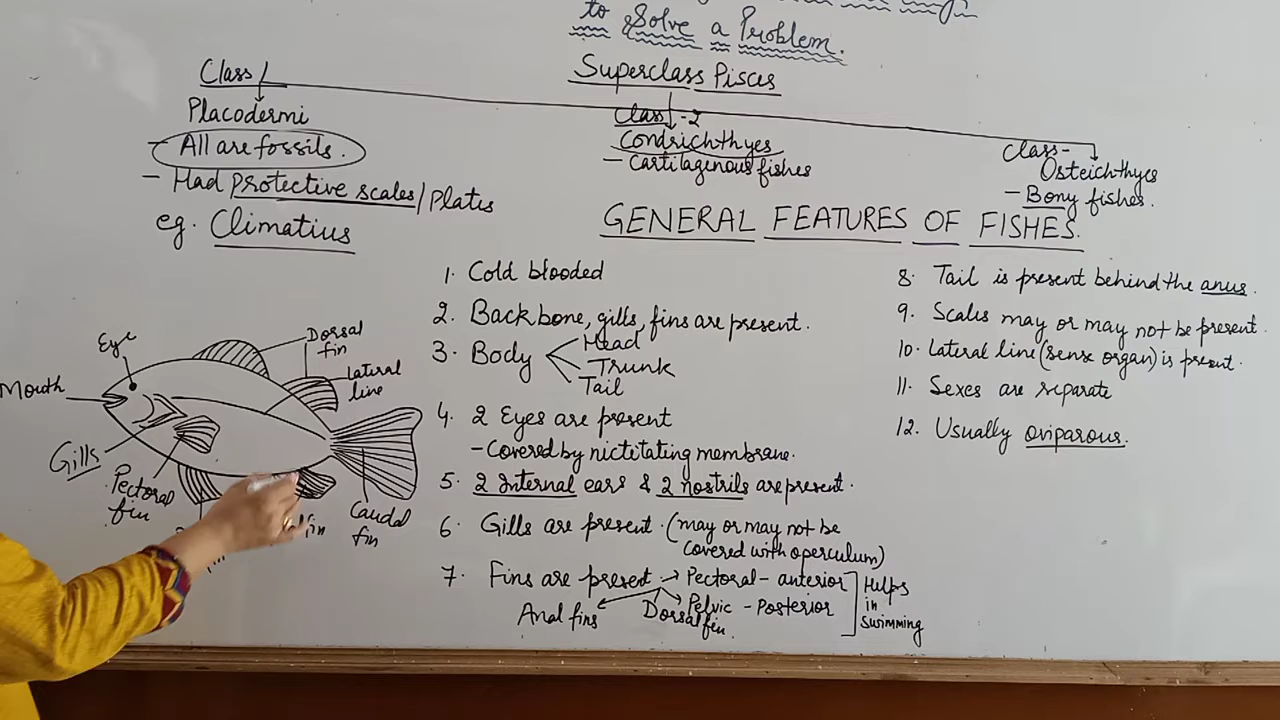 to Solve a Problem.
Superclass Pisces
Class 1
Placodermi
- All are fossils.
- Had protective scales/plates
eg. Climatius
Class - 2
Condrichthyes
- Cartilagenous fishes
Class-
Osteichthyes
- Bony fishes.
GENERAL FEATURES OF FISHES.
Eye
Mouth
Gills
Pectoral fin
Dorsal fin
Lateral line
Caudal fin
fin
1. Cold blooded
2. Backbone, gills, fins are present.
3. Body
Head
Trunk
Tail
4. 2 Eyes are present
- Covered by nictitating membrane.
5. 2 Internal ears & 2 nostrils are present.
6. Gills are present. (may or may not be
covered with operculum)
7. Fins are present
Pectoral - anterior
Pelvic - Posterior
Dorsal fin.
Anal fins
Helps
in
swimming
8. Tail is present behind the anus.
9. Scales may or may not be present.
10. Lateral line (sense organ) is present.
11. Sexes are separate
12. Usually oviparous.